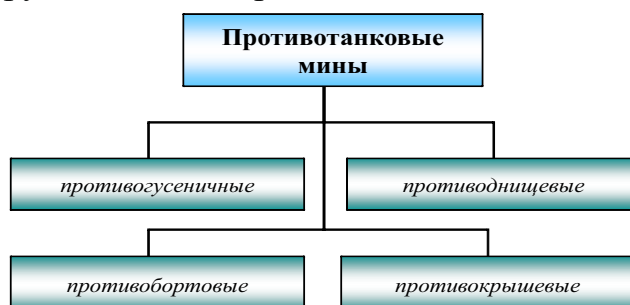 Противотанковые
мины
противогусеничные
противоднищевые
противобортовые
противокрышевые